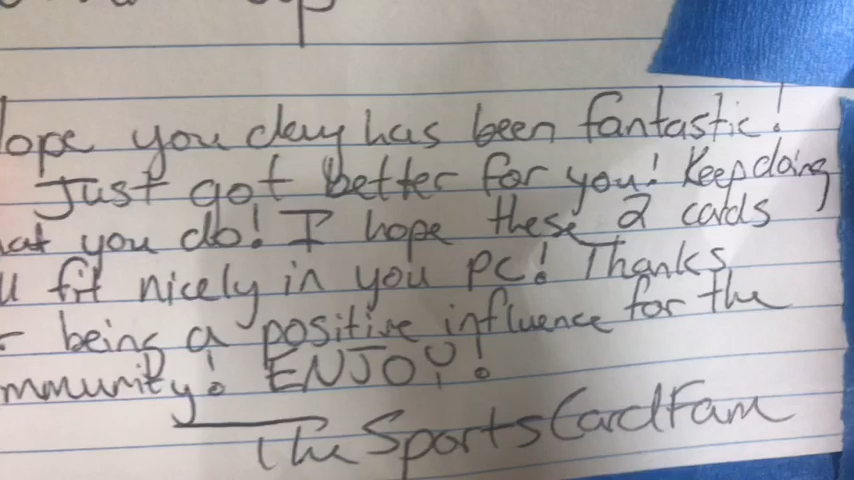 ope you day has been fantastic!
Just got better for you! Keep doing
at you do! I hope these 2 cards
fit nicely in you PC! Thanks
being a positive influence for the
mmunity! ENJOY!
The SportsCardFam